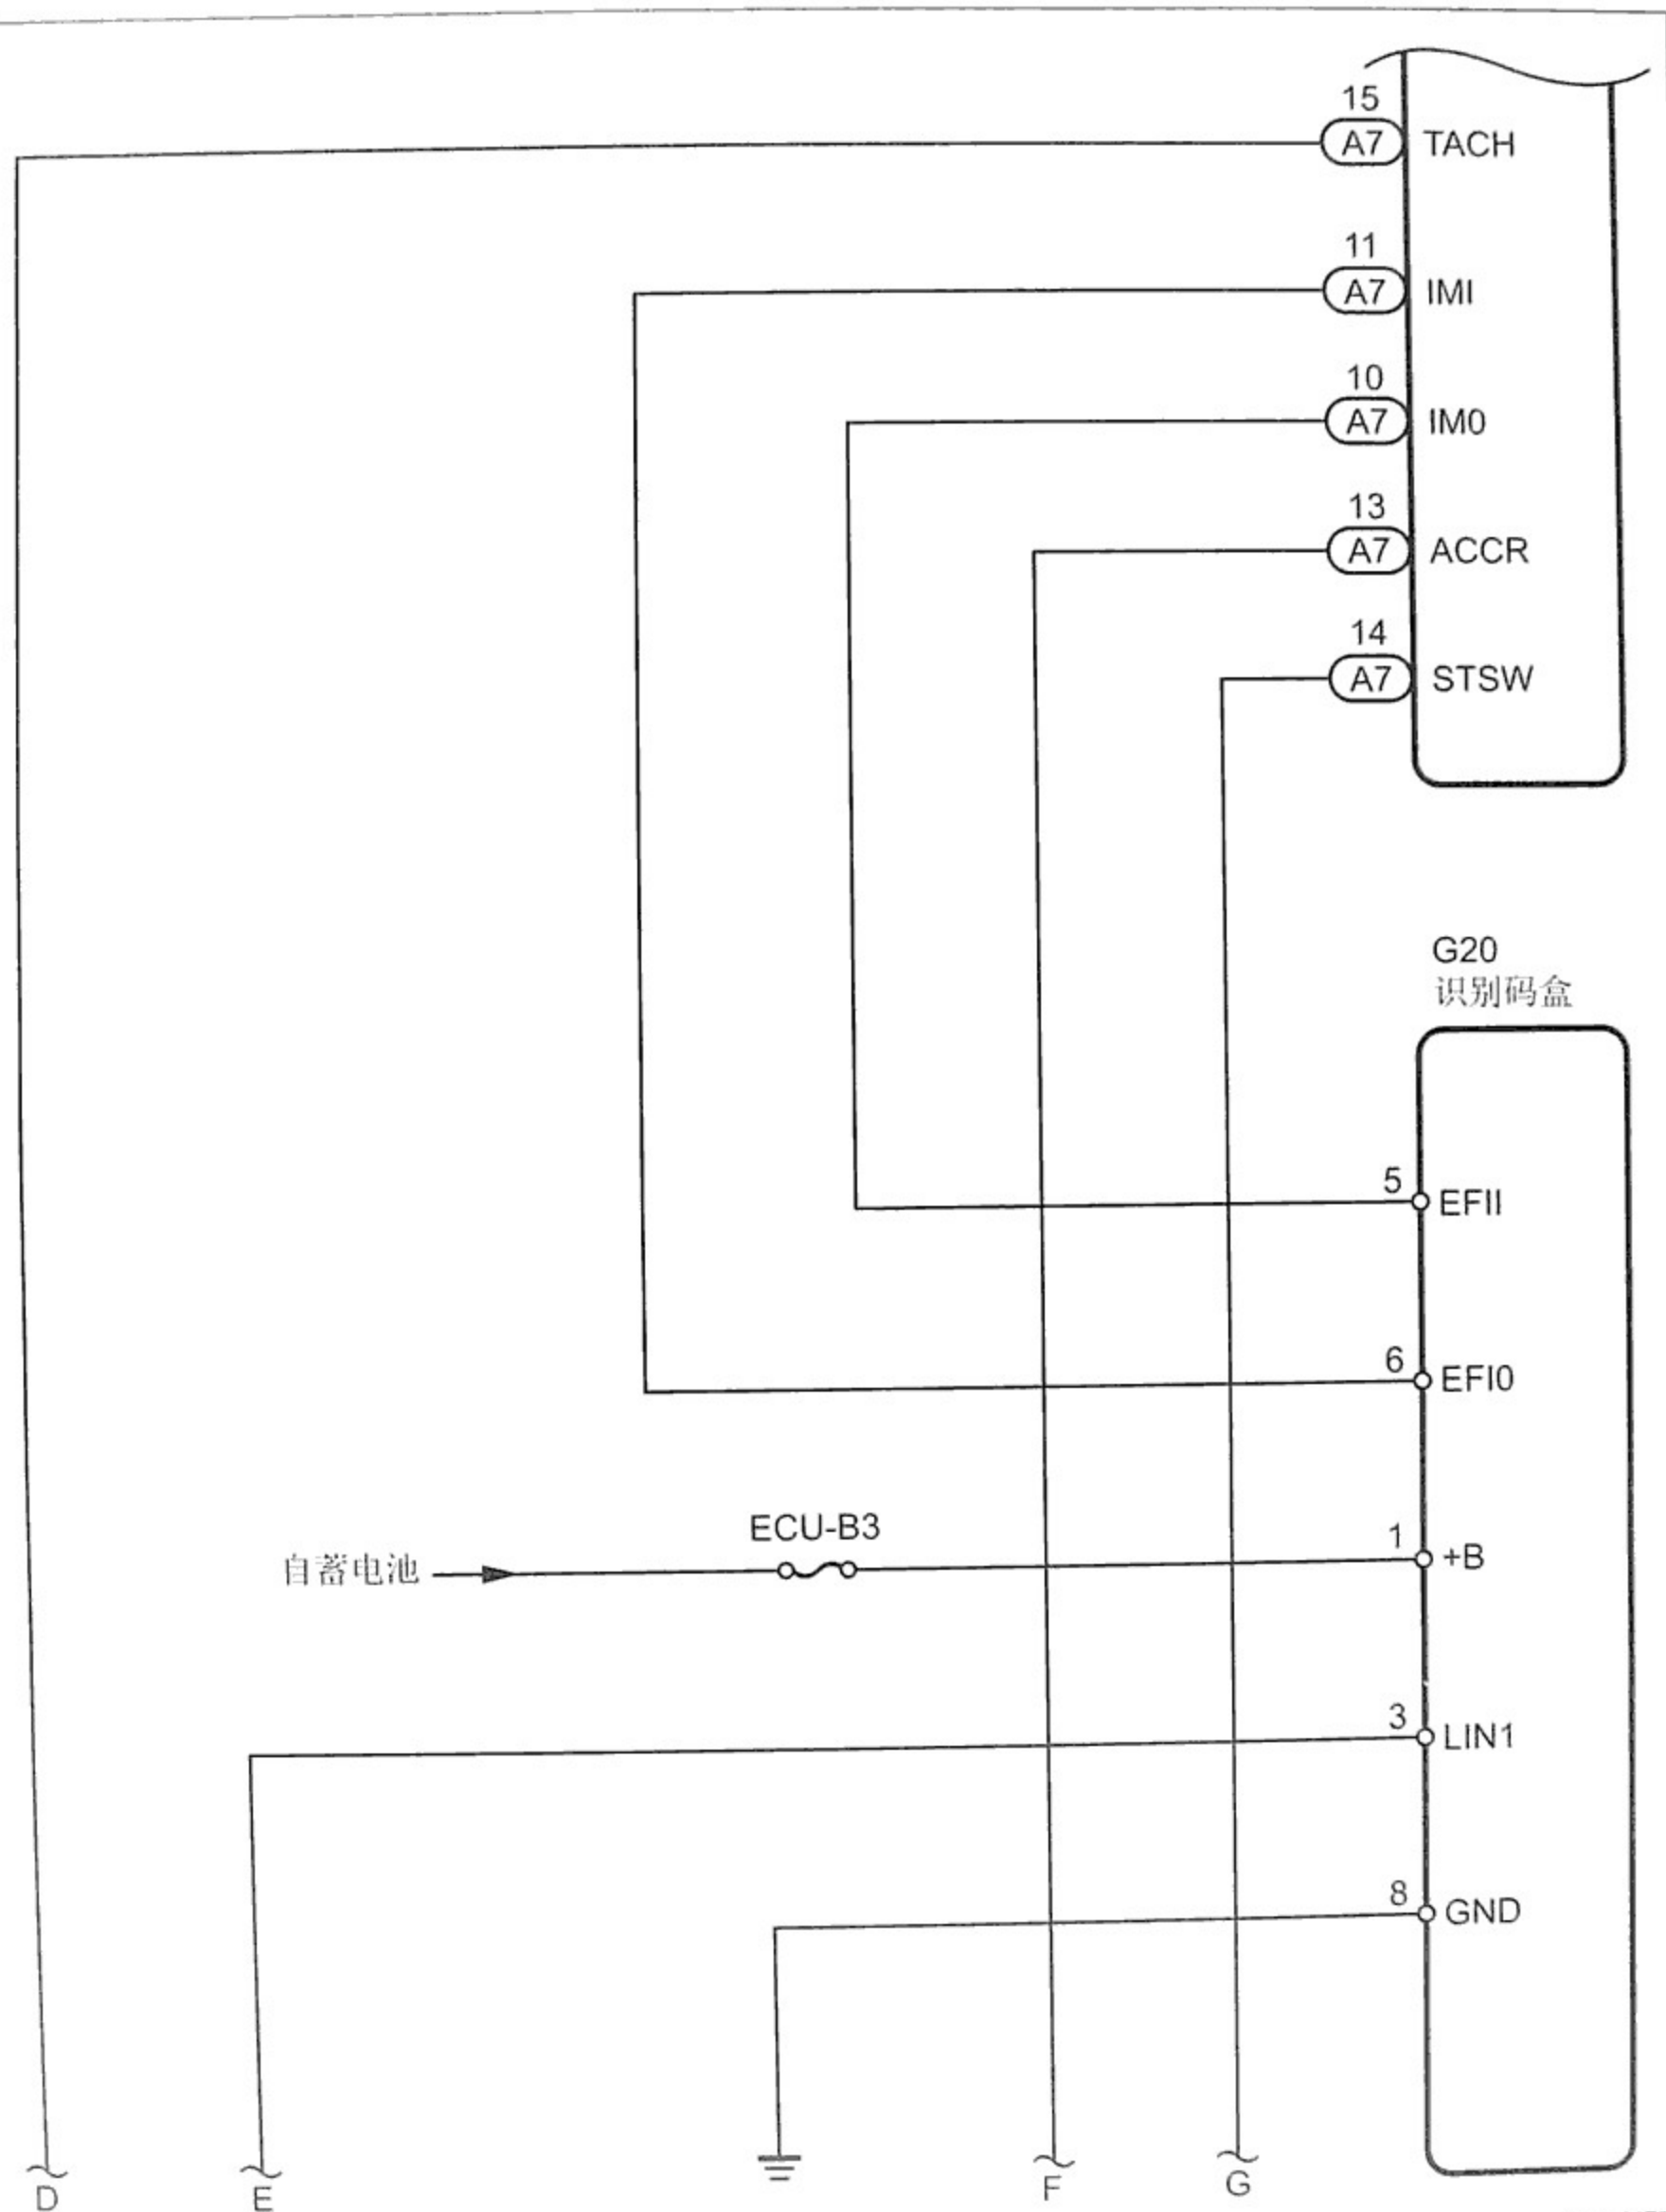 15
A7 TACH
11
A7 IMI
10
A7 IM0
13
A7 ACCR
14
A7 STSW
G20
识别码盒
5 EFII
6 EFI0
ECU-B3
自蓄电池
1 +B
3 LIN1
8 GND
D E F G